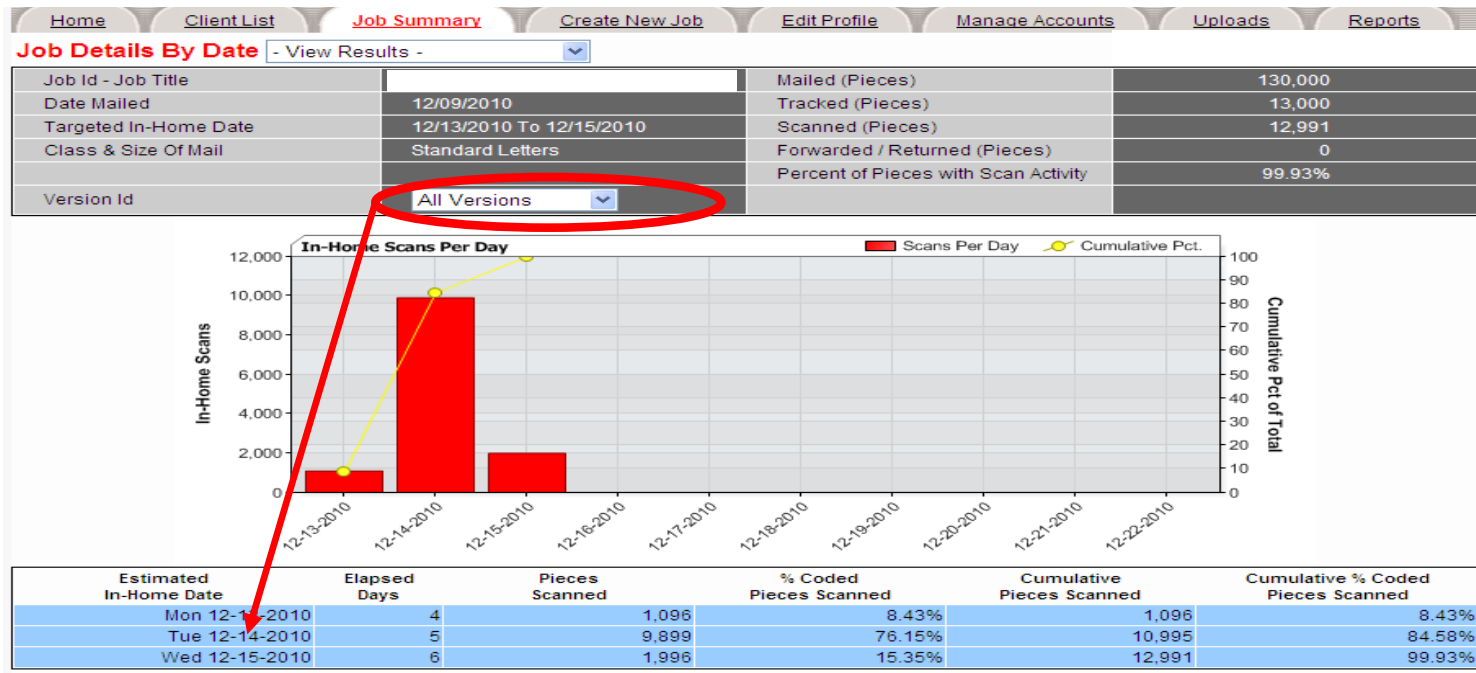 Home Client List Job Summary Create New Job Edit Profile Manage Accounts Uploads Reports
Job Details By Date - View Results -
Job Id - Job Title Mailed (Pieces) 130,000
Date Mailed 12/09/2010 Tracked (Pieces) 13,000
Targeted In-Home Date 12/13/2010 To 12/15/2010 Scanned (Pieces) 12,991
Class & Size Of Mail Standard Letters Forwarded / Returned (Pieces) 0
Percent of Pieces with Scan Activity 99.93%
Version Id All Versions
In-Home Scans Per Day Scans Per Day Cumulative Pct.
12,000 100
90
10,000 80
8,000 70
60
6,000 50
40
4,000 30
2,000 20
10
0 0
In-Home Scans
Cumulative Pct of Total
12-13-2010 12-14-2010 12-15-2010 12-16-2010 12-17-2010 12-18-2010 12-19-2010 12-20-2010 12-21-2010 12-22-2010
Estimated Elapsed Pieces % Coded Cumulative Cumulative % Coded
In-Home Date Days Scanned Pieces Scanned Pieces Scanned Pieces Scanned
Mon 12-13-2010 4 1,096 8.43% 1,096 8.43%
Tue 12-14-2010 5 9,899 76.15% 10,995 84.58%
Wed 12-15-2010 6 1,996 15.35% 12,991 99.93%